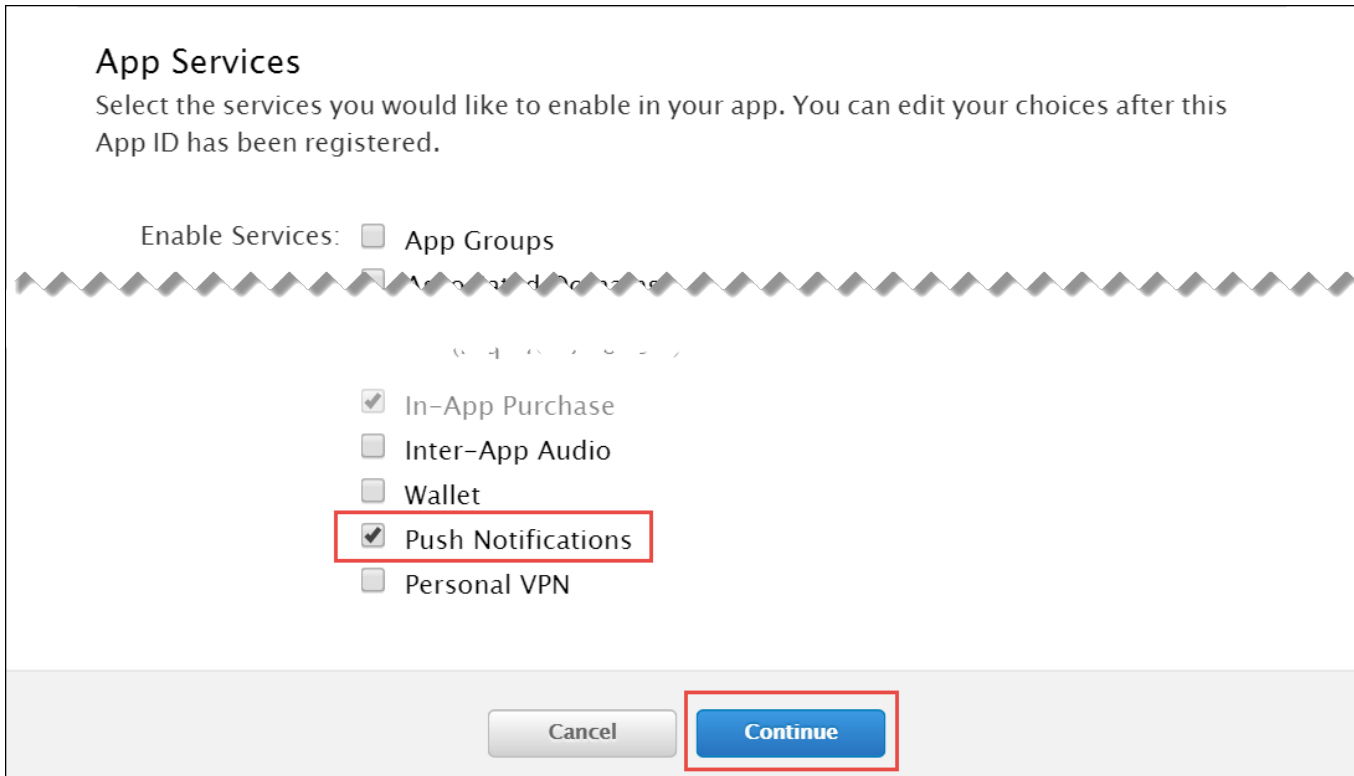 App Services
Select the services you would like to enable in your app. You can edit your choices after this
App ID has been registered.
Enable Services: App Groups
In-App Purchase
Inter-App Audio
Wallet
Push Notifications
Personal VPN
Cancel Continue